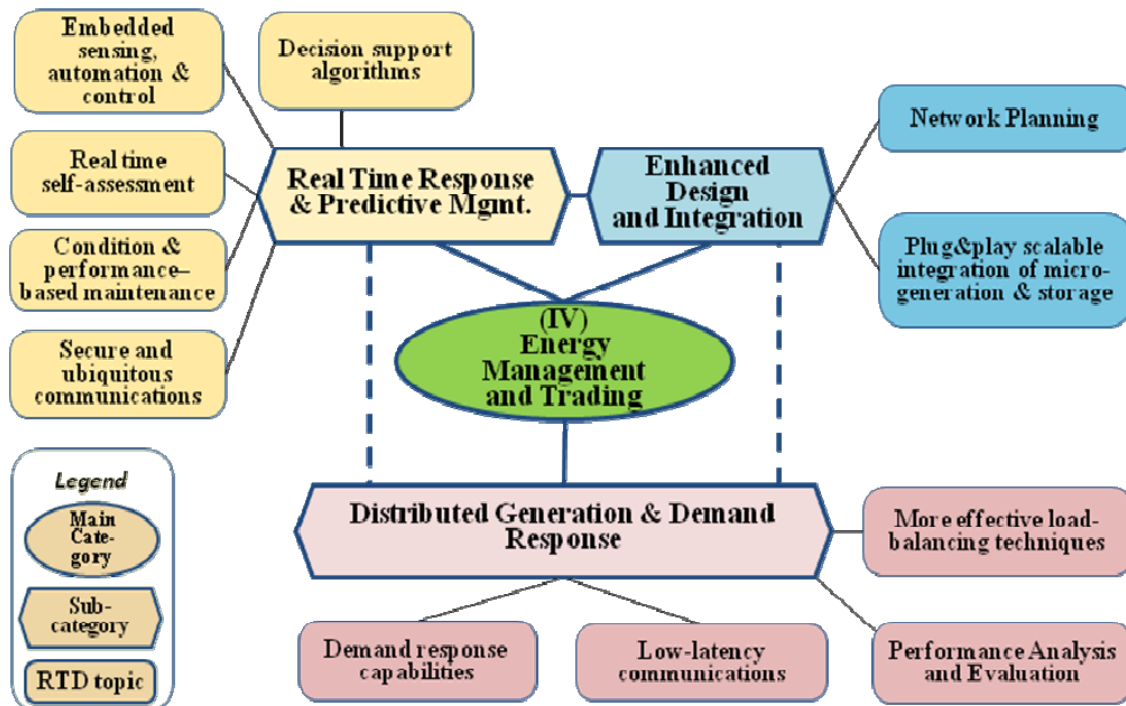 Embedded
sensing,
automation &
control
Decision support
algorithms
Network Planning
Real time
self-assessment
Real Time Response
& Predictive Mgmt.
Enhanced
Design
and Integration
Condition &
performance–
based maintenance
Plug&play scalable
integration of micro-
generation & storage
(IV)
Energy
Management
and Trading
Secure and
ubiquitous
communications
Legend
Main
Cate-
gory
Sub-
category
RTD topic
Distributed Generation & Demand
Response
More effective load-
balancing techniques
Demand response
capabilities
Low-latency
communications
Performance Analysis
and Evaluation